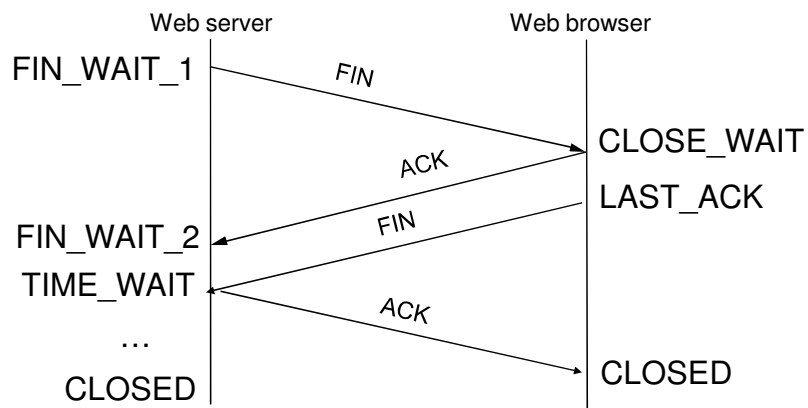 Web server
Web browser
FIN_WAIT_1
FIN
CLOSE_WAIT
ACK
LAST_ACK
FIN_WAIT_2
FIN
TIME_WAIT
ACK
...
CLOSED
CLOSED